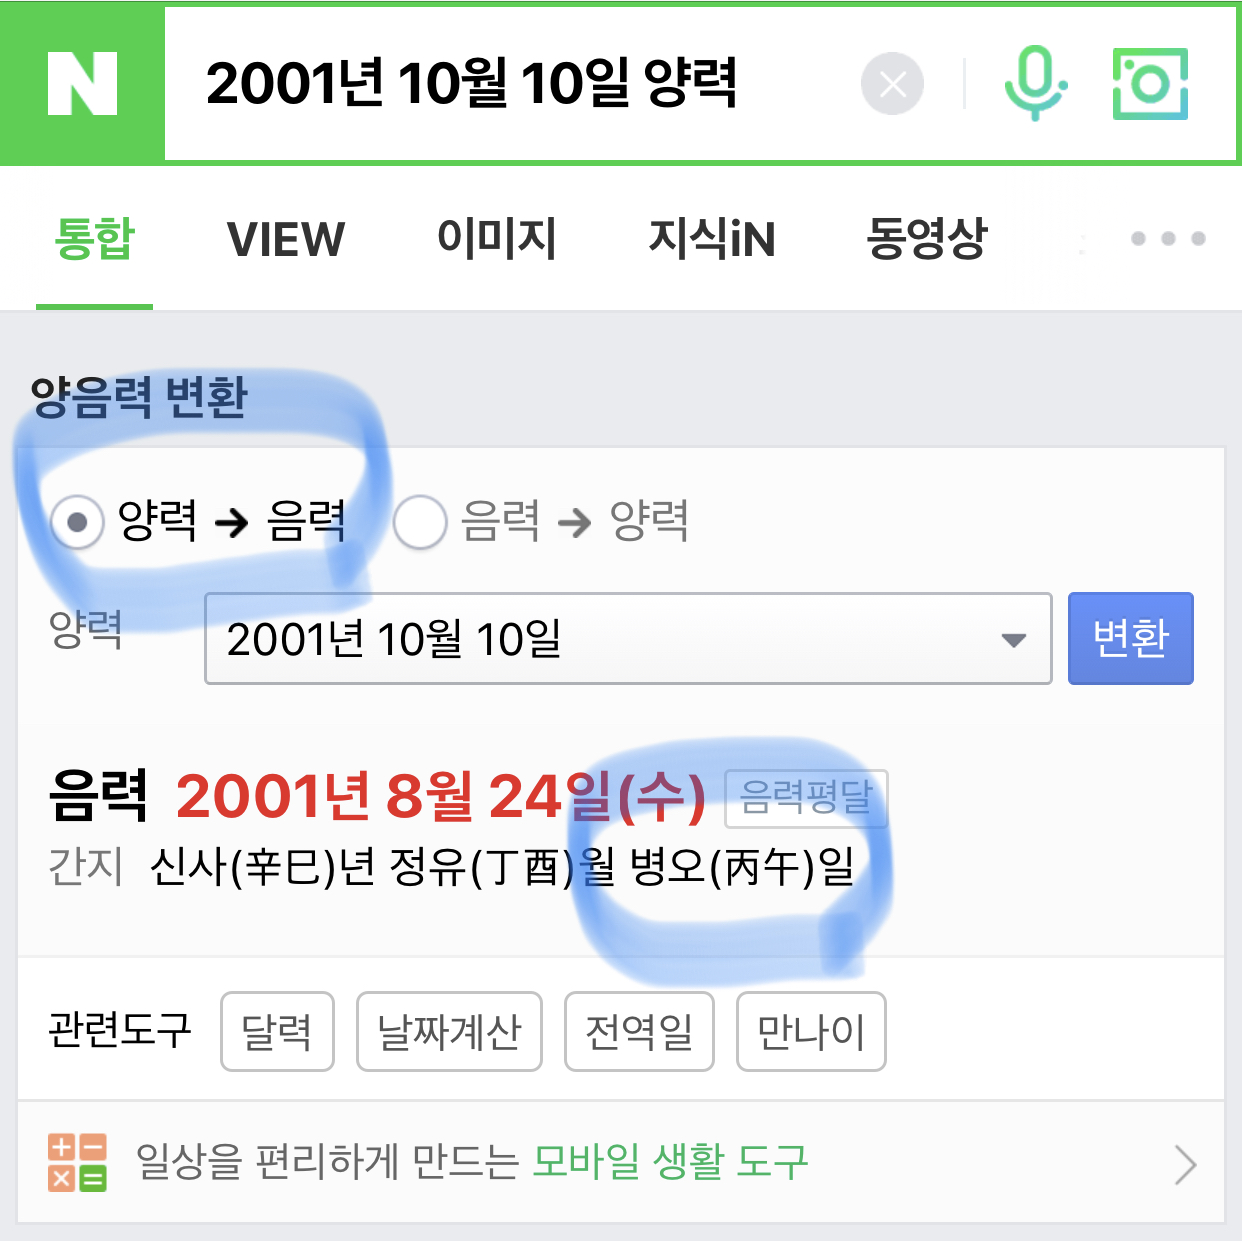 N 2001년 10월 10일 양력
통합 VIEW 이미지 지식iN 동영상
양음력 변환
양력 → 음력 음력 → 양력
양력 2001년 10월 10일 변환
음력 2001년 8월 24일(수) 음력평달
간지 신사(辛巳)년 정유(丁酉)월 병오(丙午)일
관련도구 달력 날짜계산 전역일 만나이
일상을 편리하게 만드는 모바일 생활 도구